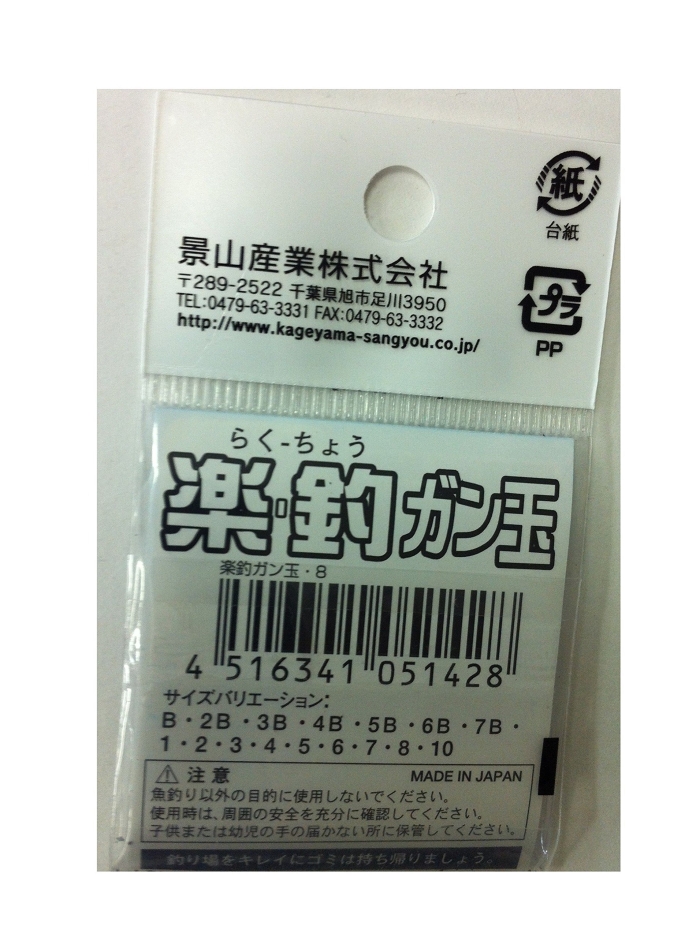 紙
台紙
景山産業株式会社
〒289-2522 千葉県旭市足川3950
TEL:0479-63-3331 FAX:0479-63-3332
http://www.kageyama-sangyou.co.jp/
プラ
PP
らく-ちょう
楽・釣ガン玉
楽釣ガン玉・8
4 516341 051428
サイズバリエーション:
B・2B・3B・4B・5B・6B・7B・
1・2・3・4・5・6・7・8・10
注意 MADE IN JAPAN
魚釣り以外の目的に使用しないでください。
使用時は、周囲の安全を充分に確認してください。
子供または幼児の手の届かない所に保管してください。
釣り場をキレイにゴミは持ち帰りましょう。